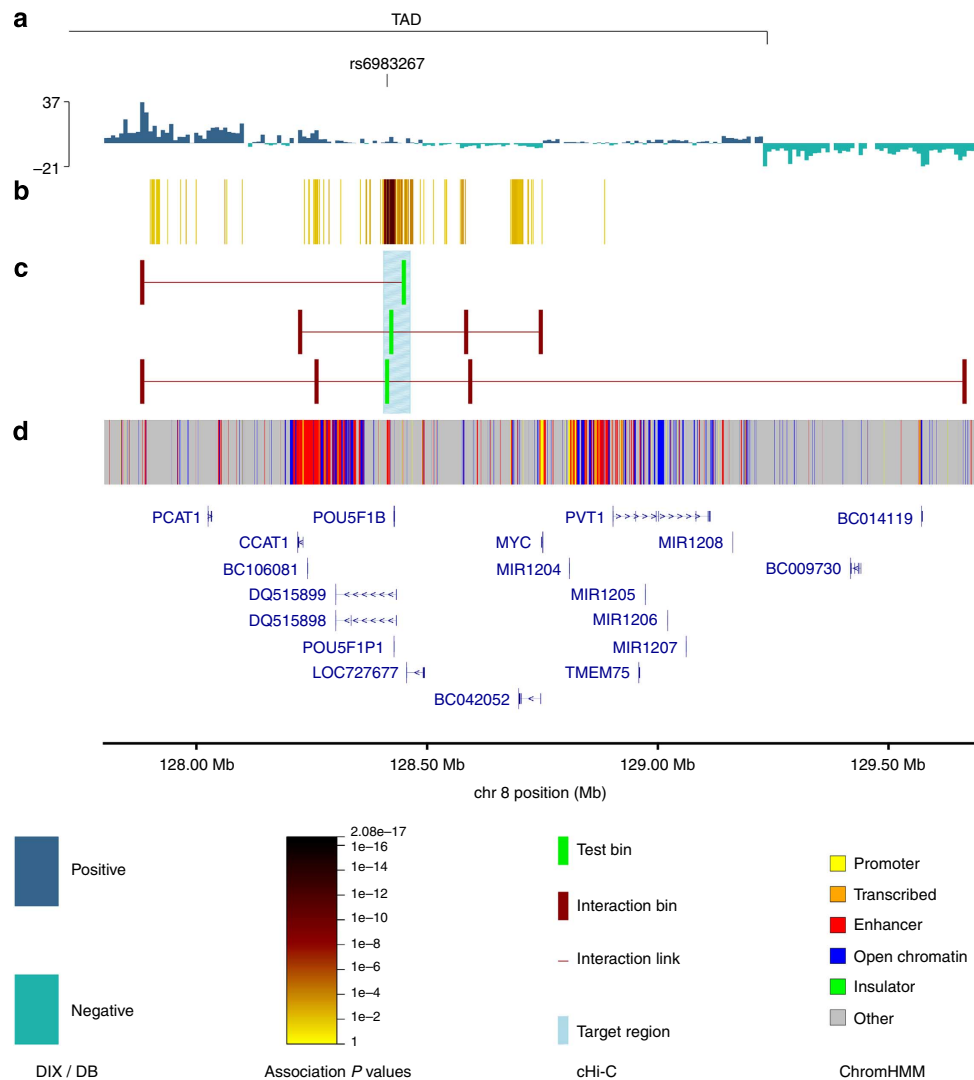 a
TAD
rs6983267
37
−21
b
c
d
PCAT1
POU5F1B
PVT1
BC014119
CCAT1
MYC
MIR1208
BC106081
MIR1204
BC009730
DQ515899
MIR1205
DQ515898
MIR1206
POU5F1P1
MIR1207
LOC727677
TMEM75
BC042052
128.00 Mb
128.50 Mb
129.00 Mb
129.50 Mb
chr 8 position (Mb)
Positive
Negative
DIX / DB
2.08e−17
1e−16
1e−14
1e−12
1e−10
1e−8
1e−6
1e−4
1e−2
1
Association P values
Test bin
Interaction bin
Interaction link
Target region
cHi-C
Promoter
Transcribed
Enhancer
Open chromatin
Insulator
Other
ChromHMM